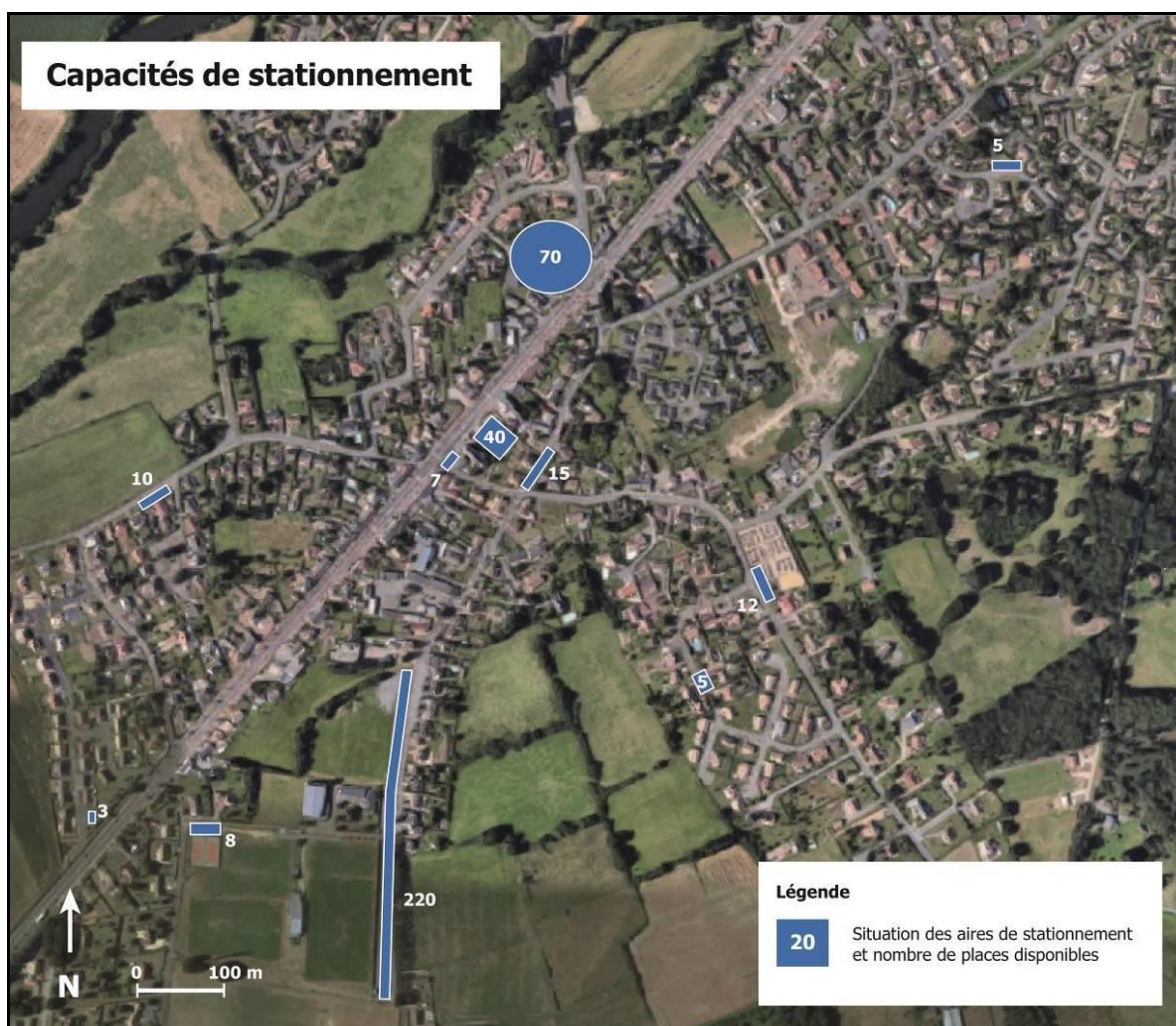 Capacités de stationnement
5
70
40
7
15
10
12
5
3
8
220
N
0 100 m
Légende
20
Situation des aires de stationnement
et nombre de places disponibles